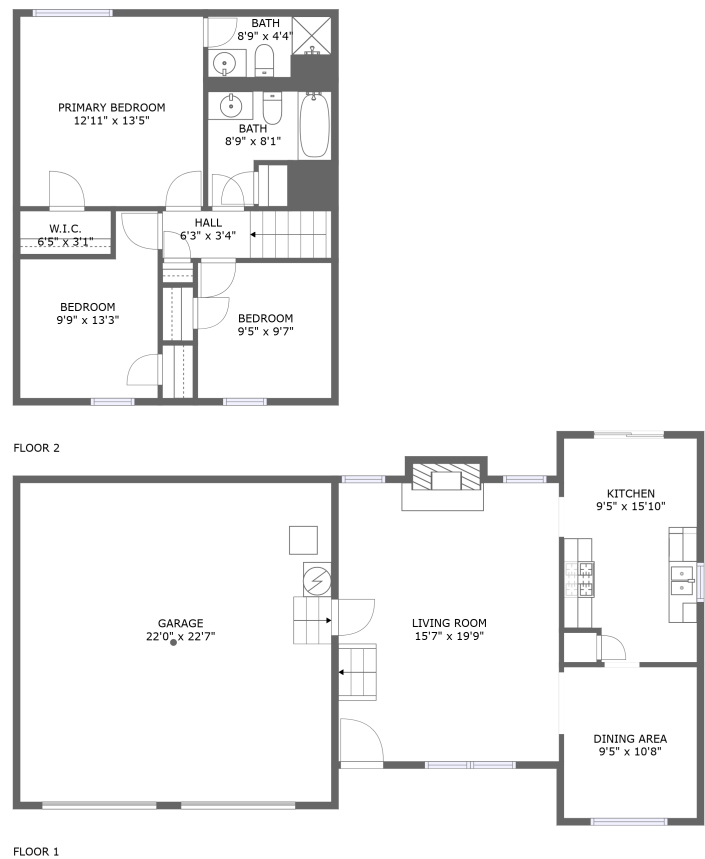 BATH
8'9" x 4'4"
PRIMARY BEDROOM
12'11" x 13'5"
BATH
8'9" x 8'1"
W.I.C.
6'5" x 3'1"
HALL
6'3" x 3'4"
BEDROOM
9'9" x 13'3"
BEDROOM
9'5" x 9'7"
FLOOR 2
KITCHEN
9'5" x 15'10"
GARAGE
22'0" x 22'7"
LIVING ROOM
15'7" x 19'9"
DINING AREA
9'5" x 10'8"
FLOOR 1